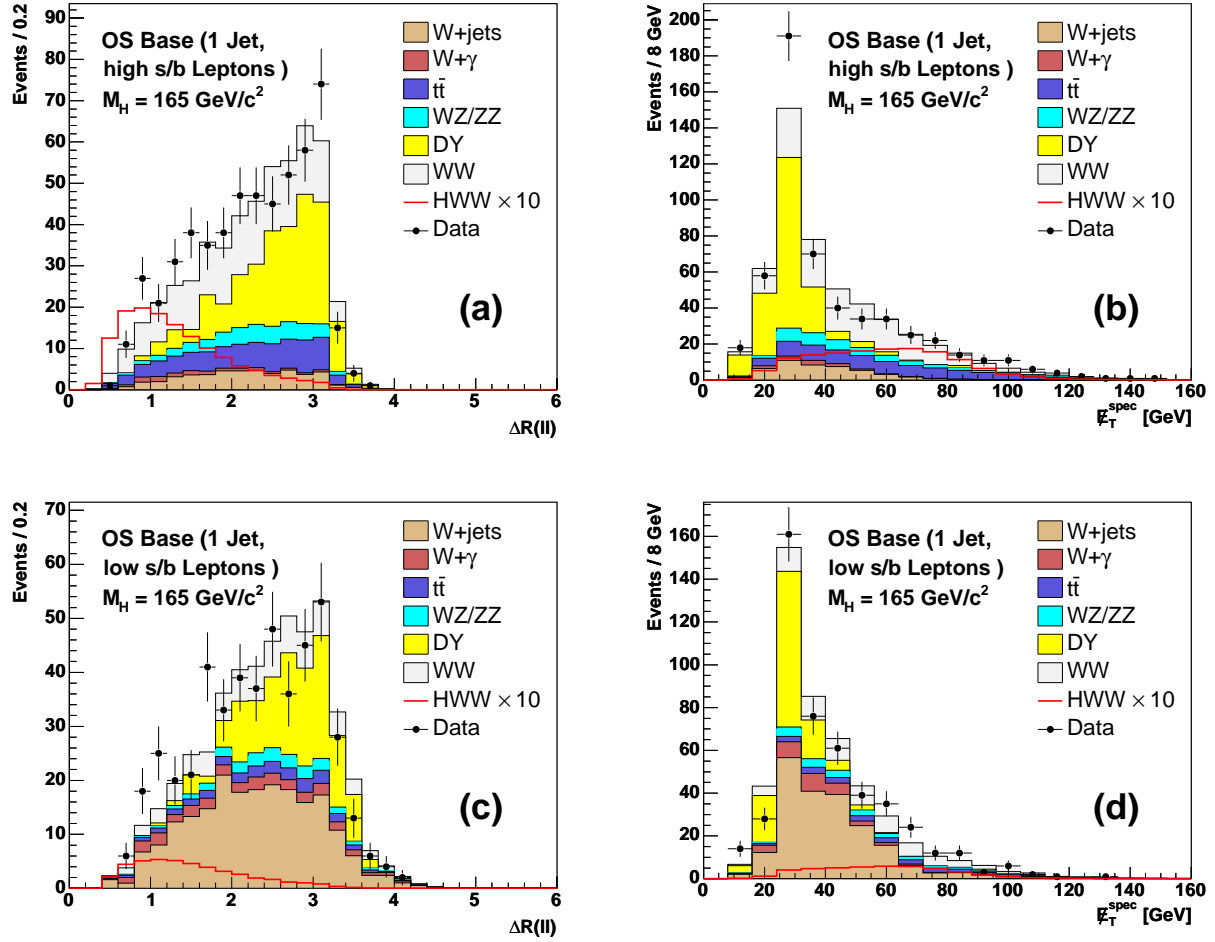 Events / 0.2
90
80
70
60
50
40
30
20
10
0
0 1 2 3 4 5 6
ΔR(ll)
OS Base (1 Jet,
high s/b Leptons )
M_H = 165 GeV/c²
W+jets
W+γ
tt̄
WZ/ZZ
DY
WW
HWW × 10
Data
(a)
Events / 8 GeV
200
180
160
140
120
100
80
60
40
20
0
0 20 40 60 80 100 120 140 160
E̸_T^spec [GeV]
OS Base (1 Jet,
high s/b Leptons )
M_H = 165 GeV/c²
W+jets
W+γ
tt̄
WZ/ZZ
DY
WW
HWW × 10
Data
(b)
Events / 0.2
70
60
50
40
30
20
10
0
0 1 2 3 4 5 6
ΔR(ll)
OS Base (1 Jet,
low s/b Leptons )
M_H = 165 GeV/c²
W+jets
W+γ
tt̄
WZ/ZZ
DY
WW
HWW × 10
Data
(c)
Events / 8 GeV
160
140
120
100
80
60
40
20
0
0 20 40 60 80 100 120 140 160
E̸_T^spec [GeV]
OS Base (1 Jet,
low s/b Leptons )
M_H = 165 GeV/c²
W+jets
W+γ
tt̄
WZ/ZZ
DY
WW
HWW × 10
Data
(d)